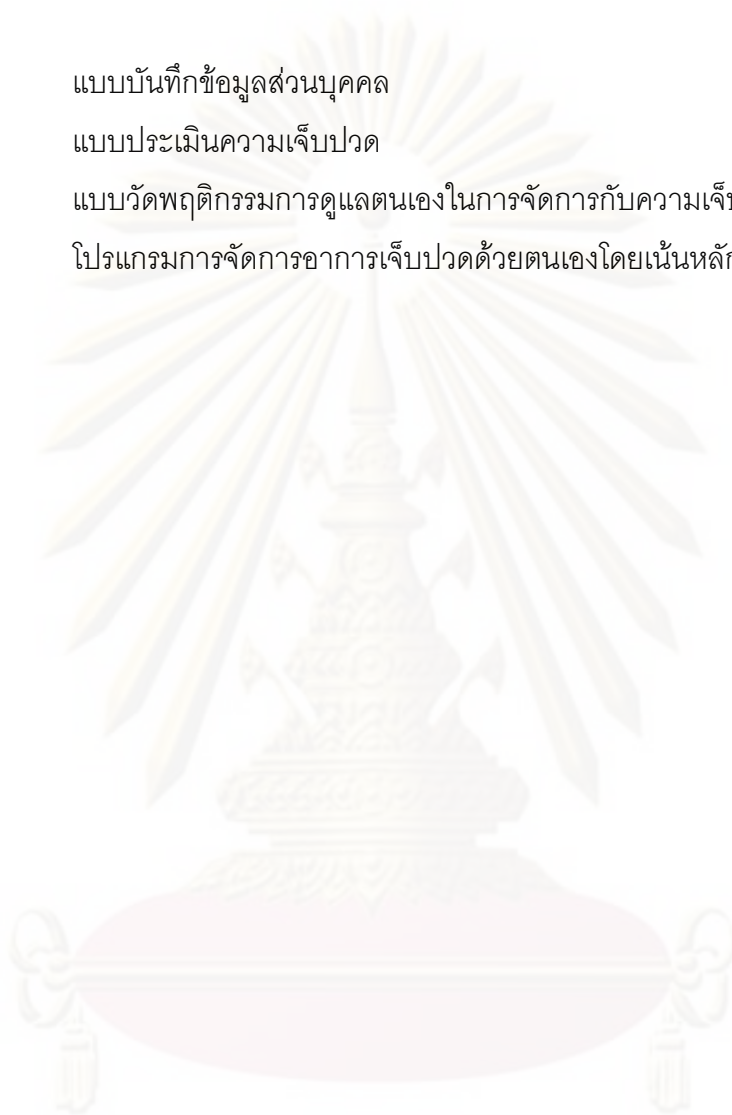 แบบบันทึกข้อมูลส่วนบุคคล
แบบประเมินความเจ็บปวด
แบบวัดพฤติกรรมการดูแลตนเองในการจัดการกับความเจ็บ
โปรแกรมการจัดการอาการเจ็บปวดด้วยตนเองโดยเน้นหลัก